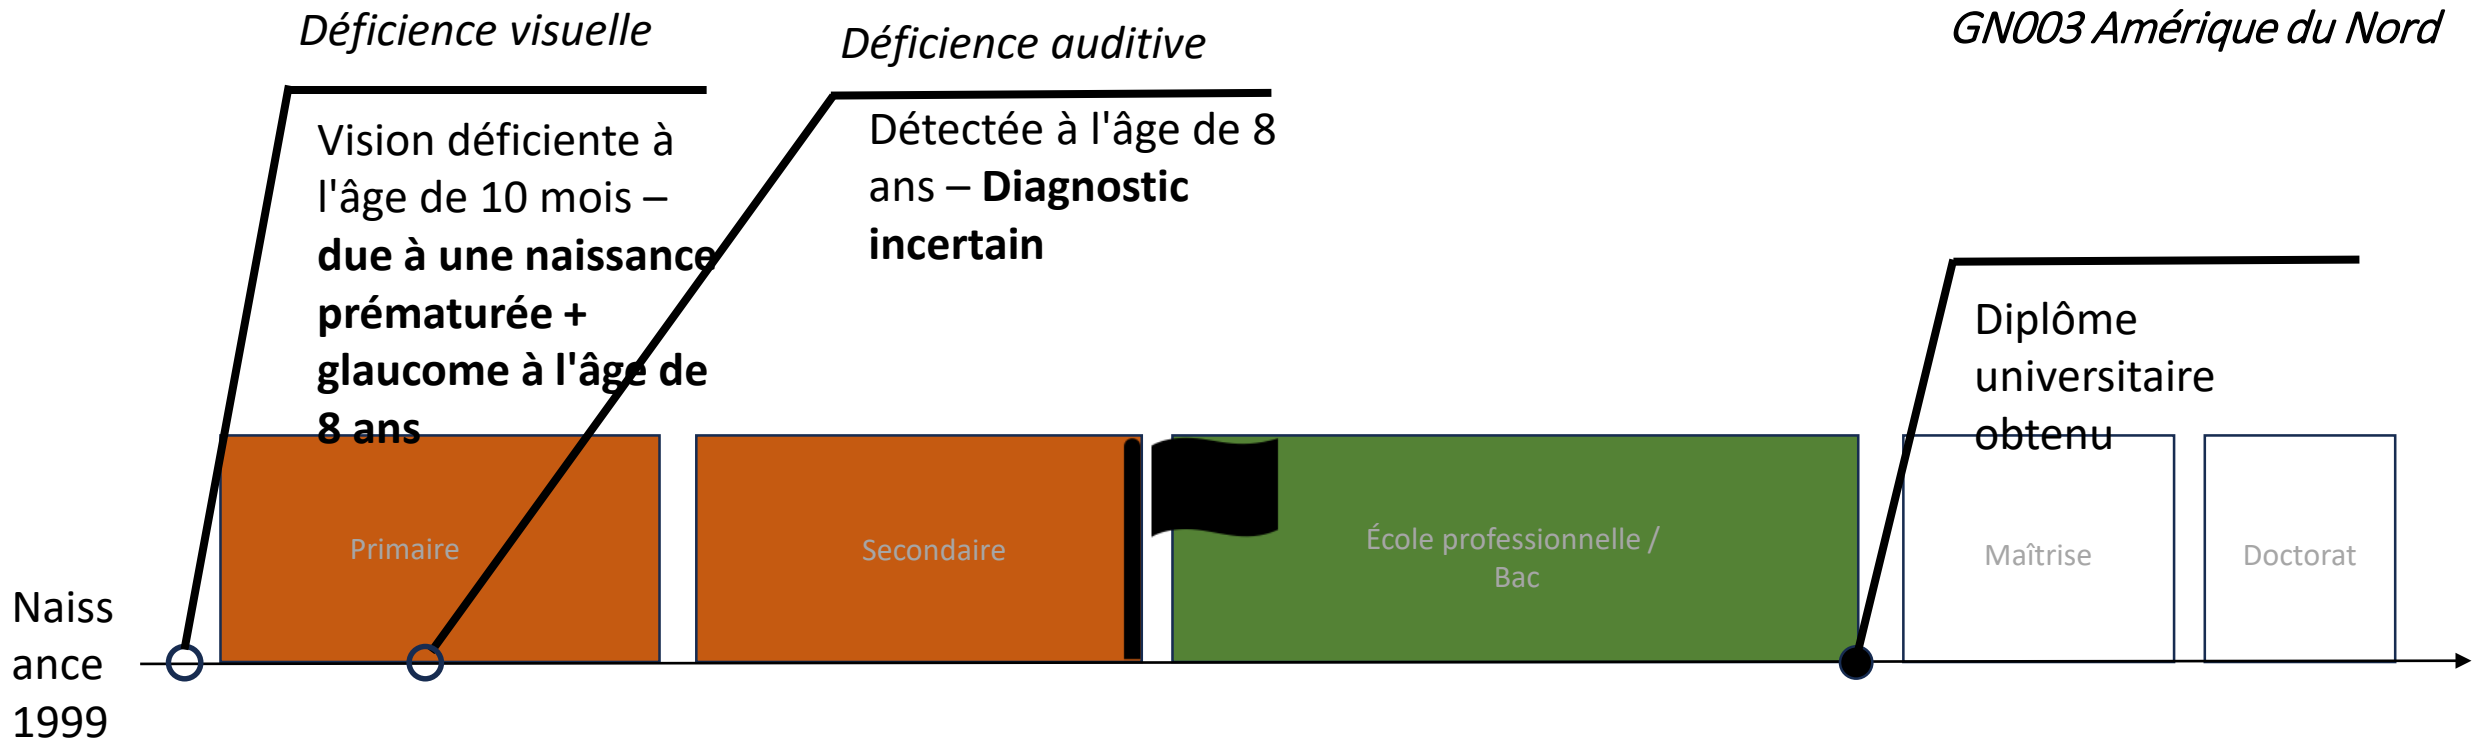 Déficience visuelle
Déficience auditive
GN003 Amérique du Nord
Vision déficiente à
l'âge de 10 mois –
due à une naissance
prématurée +
glaucome à l'âge de
8 ans
Détectée à l'âge de 8
ans – Diagnostic
incertain
Diplôme
universitaire
obtenu
Primaire
Secondaire
École professionnelle /
Bac
Maîtrise
Doctorat
Naiss
ance
1999